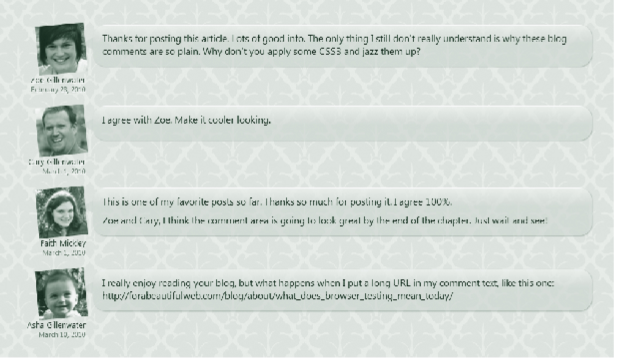 Thanks for posting this article. Lots of good info. The only thing I still don't really understand is why these blog
comments are so plain. Why don't you apply some CSS3 and jazz them up?
Zoe Gillenwater
February 28, 2010
I agree with Zoe. Make it cooler looking.
Cary Gillenwater
March 1, 2010
This is one of my favorite posts so far. Thanks so much for posting it. I agree 100%.
Zoe and Cary, I think the comment area is going to look great by the end of the chapter. Just wait and see!
Faith Mickley
March 1, 2010
I really enjoy reading your blog, but what happens when I put a long URL in my comment text, like this one:
http://forabeautifulweb.com/blog/about/what_does_browser_testing_mean_today/
Asha Gillenwater
March 10, 2010